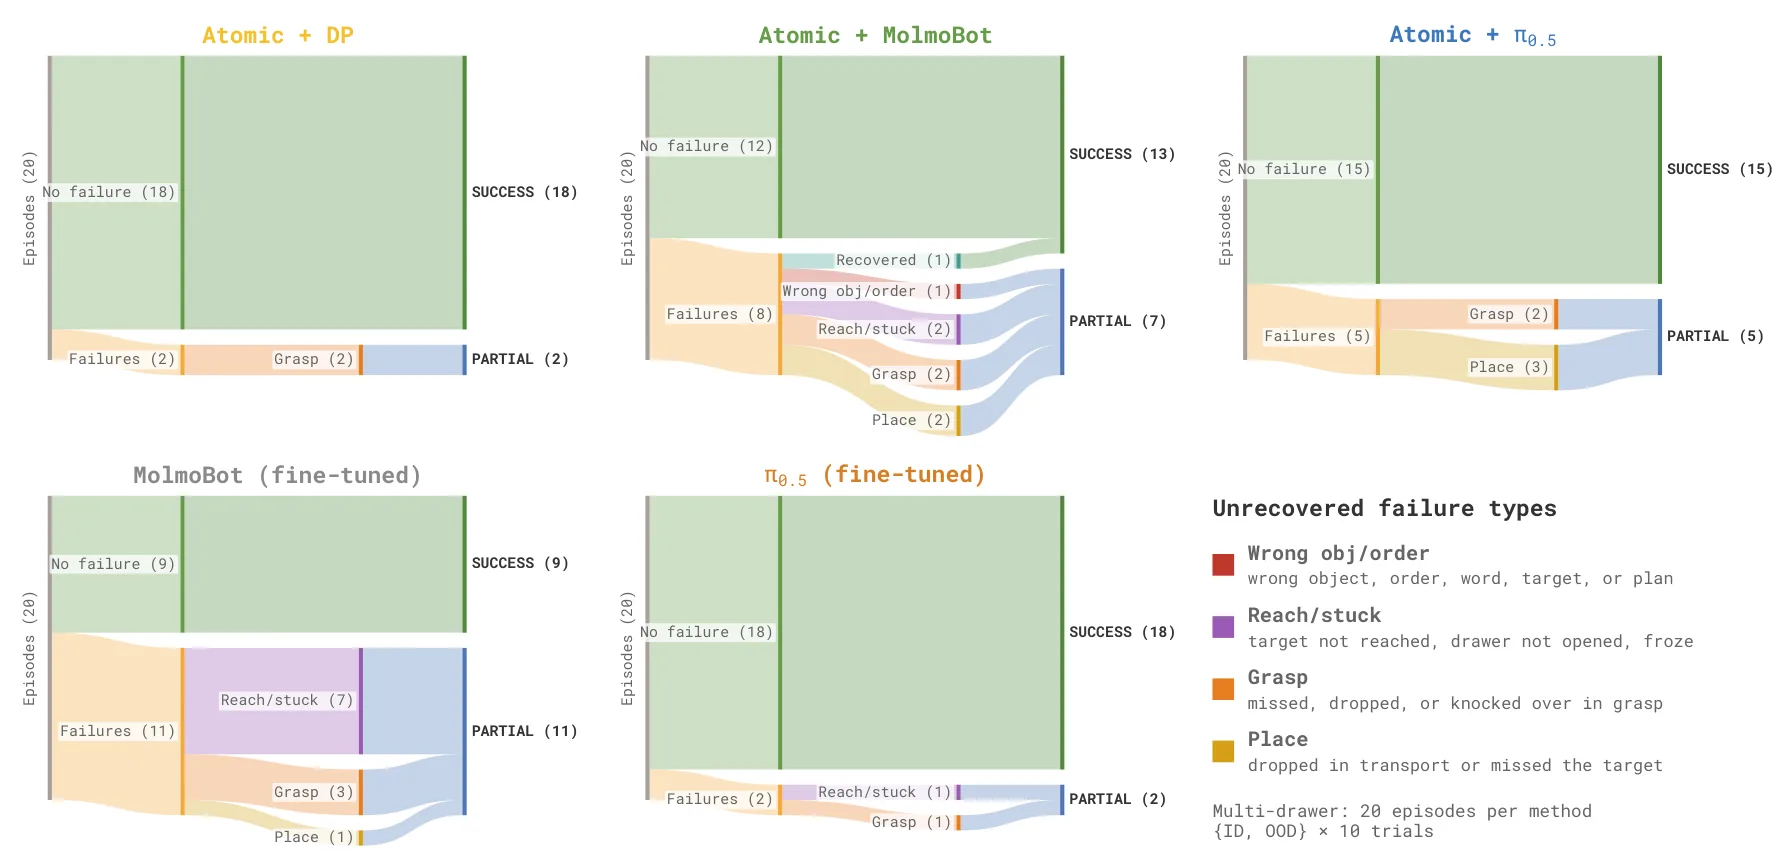 Atomic + DP
Episodes (20)
No failure (18)
SUCCESS (18)
Failures (2)
Grasp (2)
PARTIAL (2)
Atomic + MolmoBot
Episodes (20)
No failure (12)
SUCCESS (13)
Recovered (1)
Wrong obj/order (1)
Failures (8)
Reach/stuck (2)
PARTIAL (7)
Grasp (2)
Place (2)
Atomic + π0.5
Episodes (20)
No failure (15)
SUCCESS (15)
Grasp (2)
Failures (5)
PARTIAL (5)
Place (3)
MolmoBot (fine-tuned)
Episodes (20)
No failure (9)
SUCCESS (9)
Reach/stuck (7)
Failures (11)
PARTIAL (11)
Grasp (3)
Place (1)
π0.5 (fine-tuned)
Episodes (20)
No failure (18)
SUCCESS (18)
Reach/stuck (1)
Failures (2)
PARTIAL (2)
Grasp (1)
Unrecovered failure types
Wrong obj/order
wrong object, order, word, target, or plan
Reach/stuck
target not reached, drawer not opened, froze
Grasp
missed, dropped, or knocked over in grasp
Place
dropped in transport or missed the target
Multi-drawer: 20 episodes per method
{ID, OOD} × 10 trials